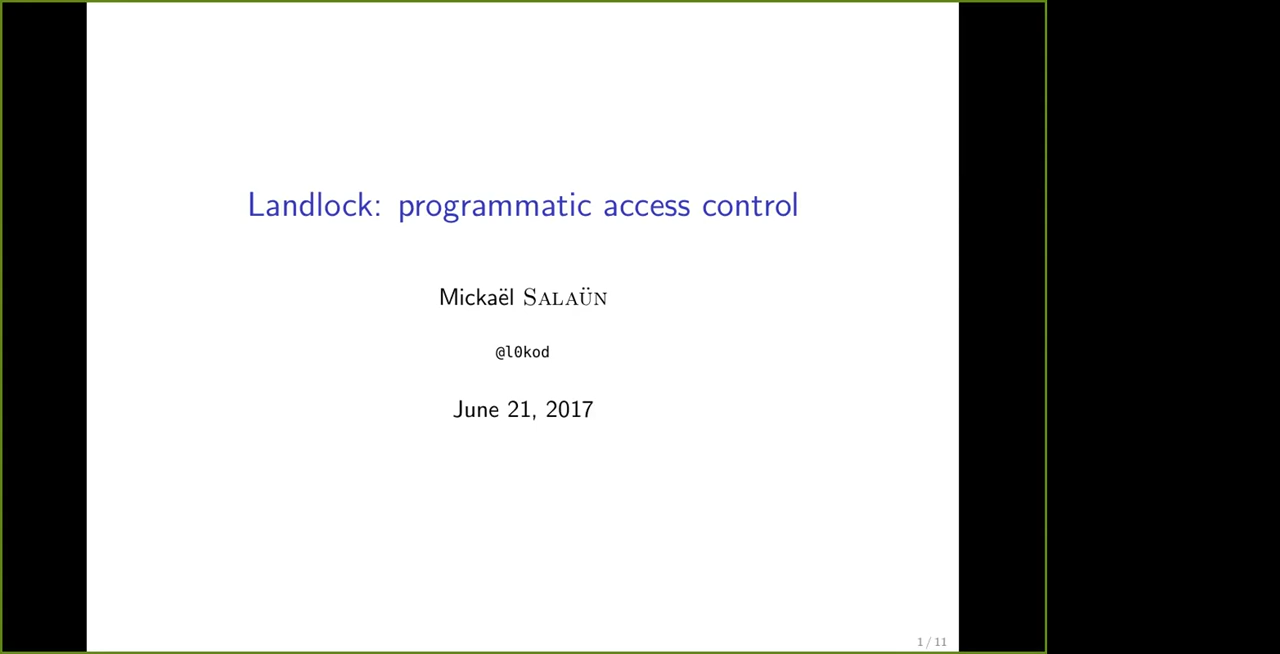 Landlock: programmatic access control
Mickaël SALAÜN
@l0kod
June 21, 2017
1 / 11